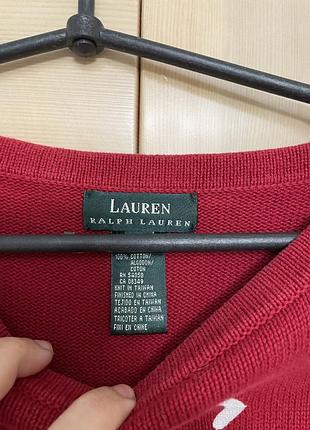 LAUREN
RALPH LAUREN
100% COTTON/
ALGODON/
COTON
RN 54050
CA 08349
KNIT IN TAIWAN
FINISHED IN CHINA
TEJIDO EN TAIWAN
ACABADO EN CHINA
TRICOTER A TAIWAN
FINI EN CHINE